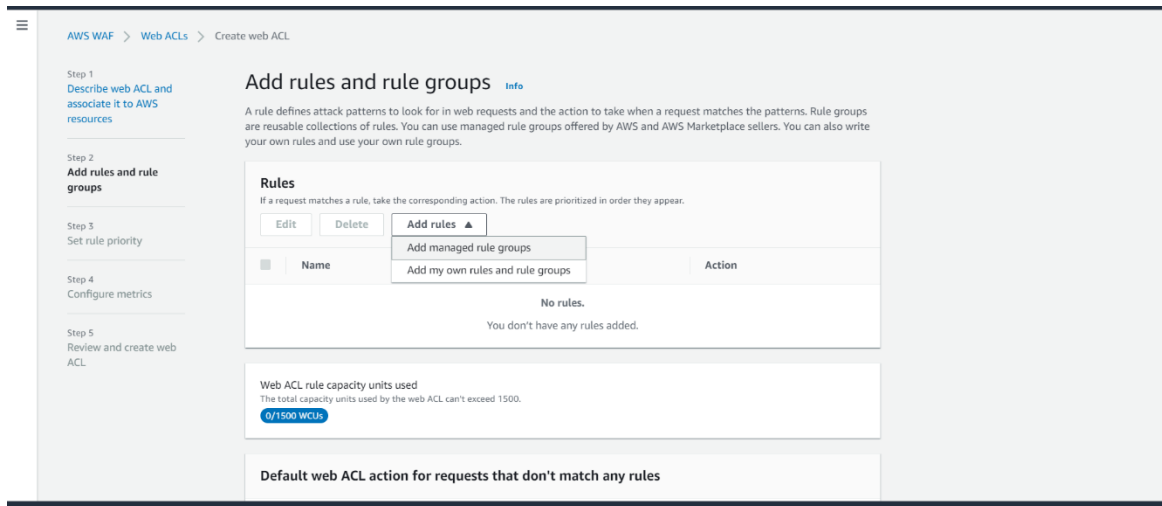 AWS WAF > Web ACLs > Create web ACL
Step 1
Describe web ACL and
associate it to AWS
resources
Step 2
Add rules and rule
groups
Step 3
Set rule priority
Step 4
Configure metrics
Step 5
Review and create web
ACL
Add rules and rule groups Info
A rule defines attack patterns to look for in web requests and the action to take when a request matches the patterns. Rule groups
are reusable collections of rules. You can use managed rule groups offered by AWS and AWS Marketplace sellers. You can also write
your own rules and use your own rule groups.
Rules
If a request matches a rule, take the corresponding action. The rules are prioritized in order they appear.
Edit Delete Add rules ▲
Add managed rule groups
Add my own rules and rule groups
Name Action
No rules.
You don't have any rules added.
Web ACL rule capacity units used
The total capacity units used by the web ACL can't exceed 1500.
0/1500 WCUs
Default web ACL action for requests that don't match any rules